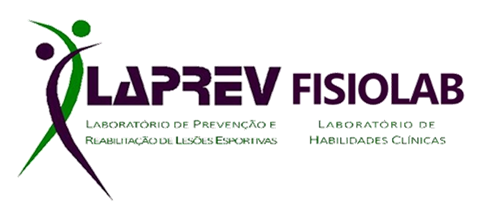 LAPREV FISIOLAB
LABORATÓRIO DE PREVENÇÃO E
REABILITAÇÃO DE LESÕES ESPORTIVAS
LABORATÓRIO DE
HABILIDADES CLÍNICAS